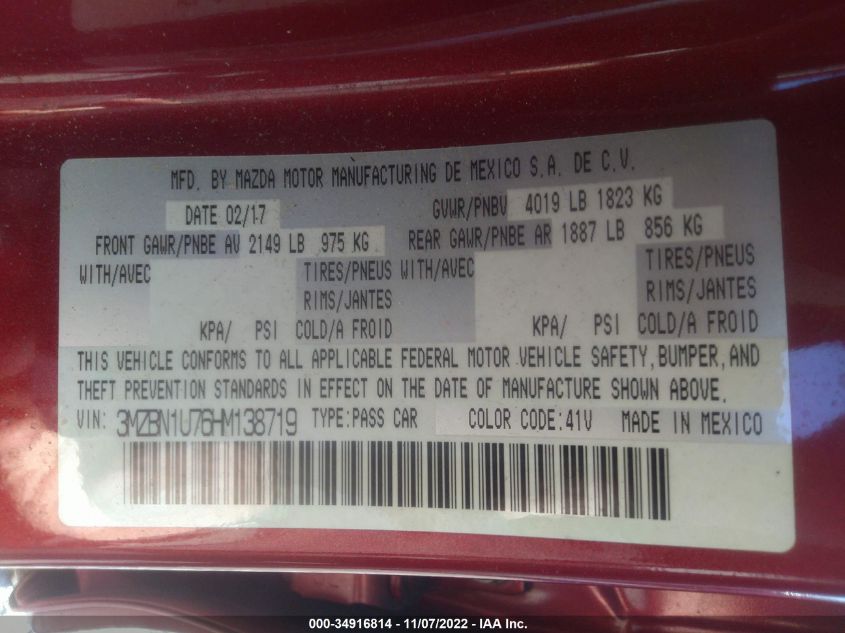 MFD. BY MAZDA MOTOR MANUFACTURING DE MEXICO S.A. DE C.V.
DATE 02/17 GVWR/PNBV 4019 LB 1823 KG
FRONT GAWR/PNBE AV 2149 LB 975 KG REAR GAWR/PNBE AR 1887 LB 856 KG
WITH/AVEC TIRES/PNEUS WITH/AVEC TIRES/PNEUS
RIMS/JANTES RIMS/JANTES
KPA/ PSI COLD/A FROID KPA/ PSI COLD/A FROID
THIS VEHICLE CONFORMS TO ALL APPLICABLE FEDERAL MOTOR VEHICLE SAFETY, BUMPER, AND
THEFT PREVENTION STANDARDS IN EFFECT ON THE DATE OF MANUFACTURE SHOWN ABOVE.
VIN: 3MZBN1U76HM138719 TYPE:PASS CAR COLOR CODE:41V MADE IN MEXICO
000-34916814 - 11/07/2022 - IAA Inc.